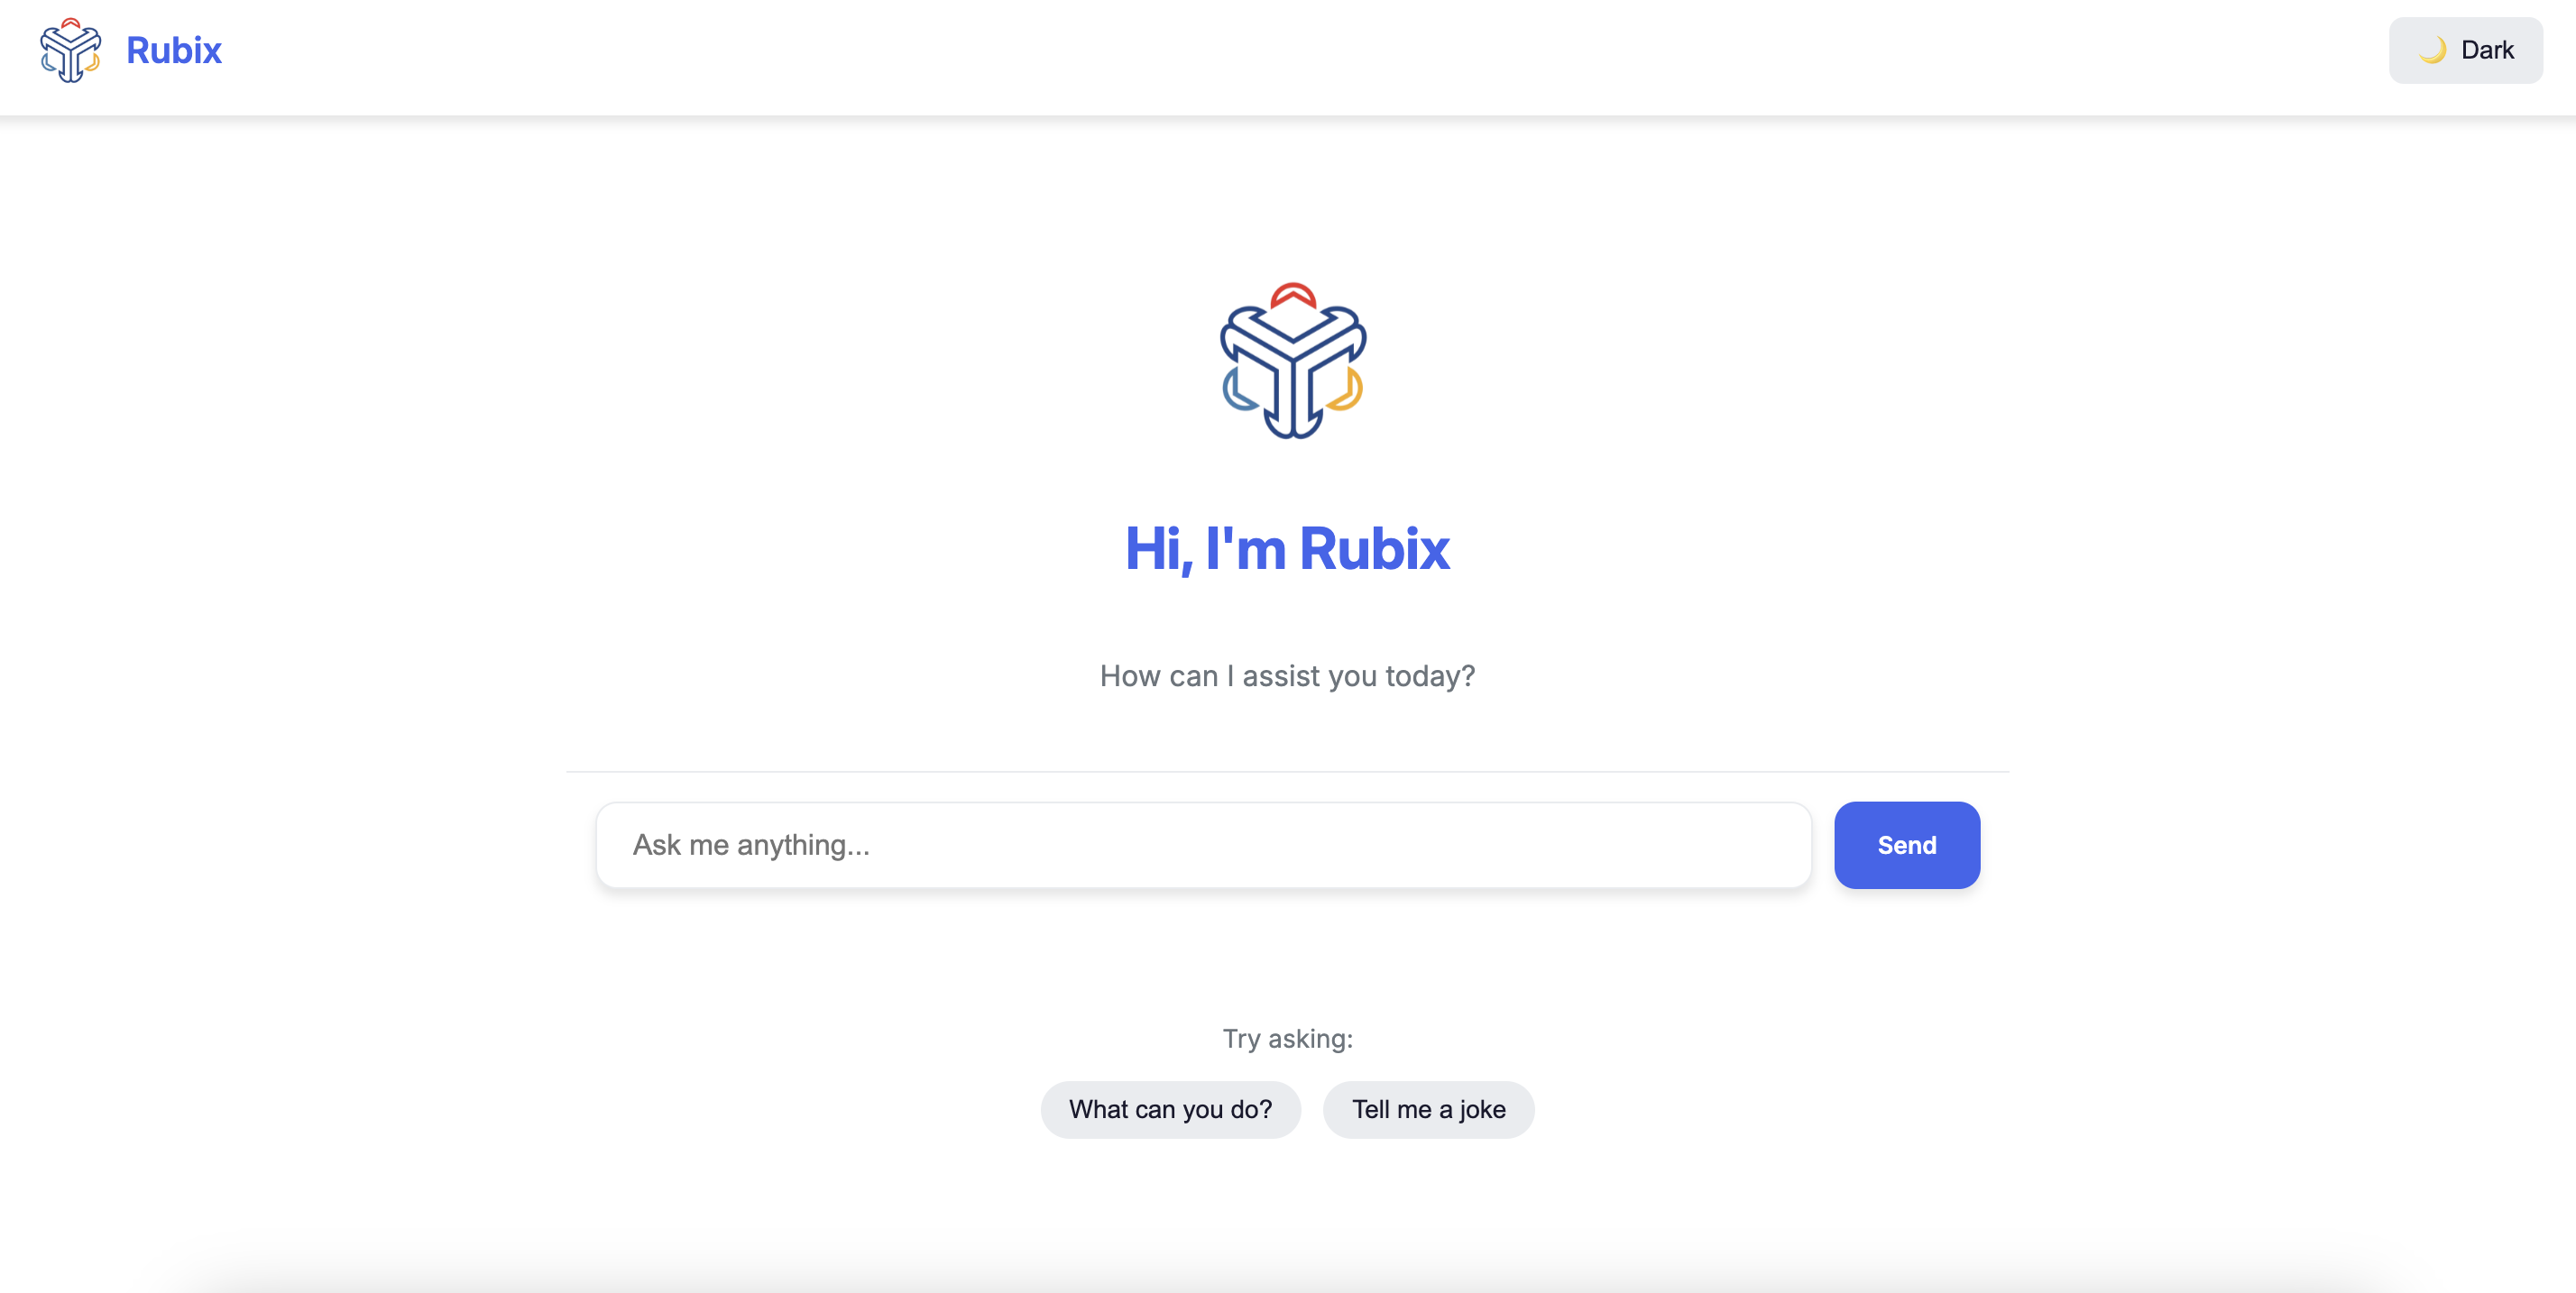 Rubix
🌙 Dark
Hi, I'm Rubix
How can I assist you today?
Ask me anything...
Send
Try asking:
What can you do?
Tell me a joke